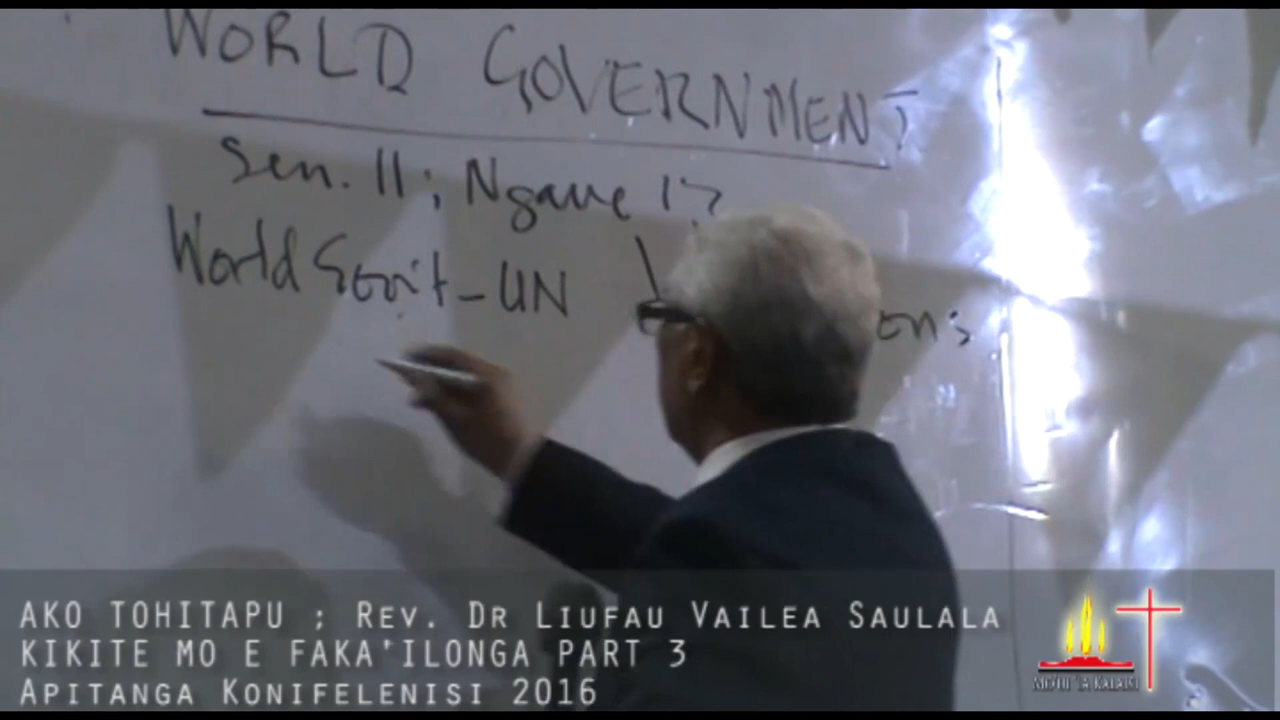 WORLD GOVERNMENT
Sen. 11; Ngaue 17
World Gov't - UN
AKO TOHITAPU ; REV. DR LIUFAU VAILEA SAULALA
KIKITE MO E FAKA'ILONGA PART 3
APITANGA KONIFELENISI 2016